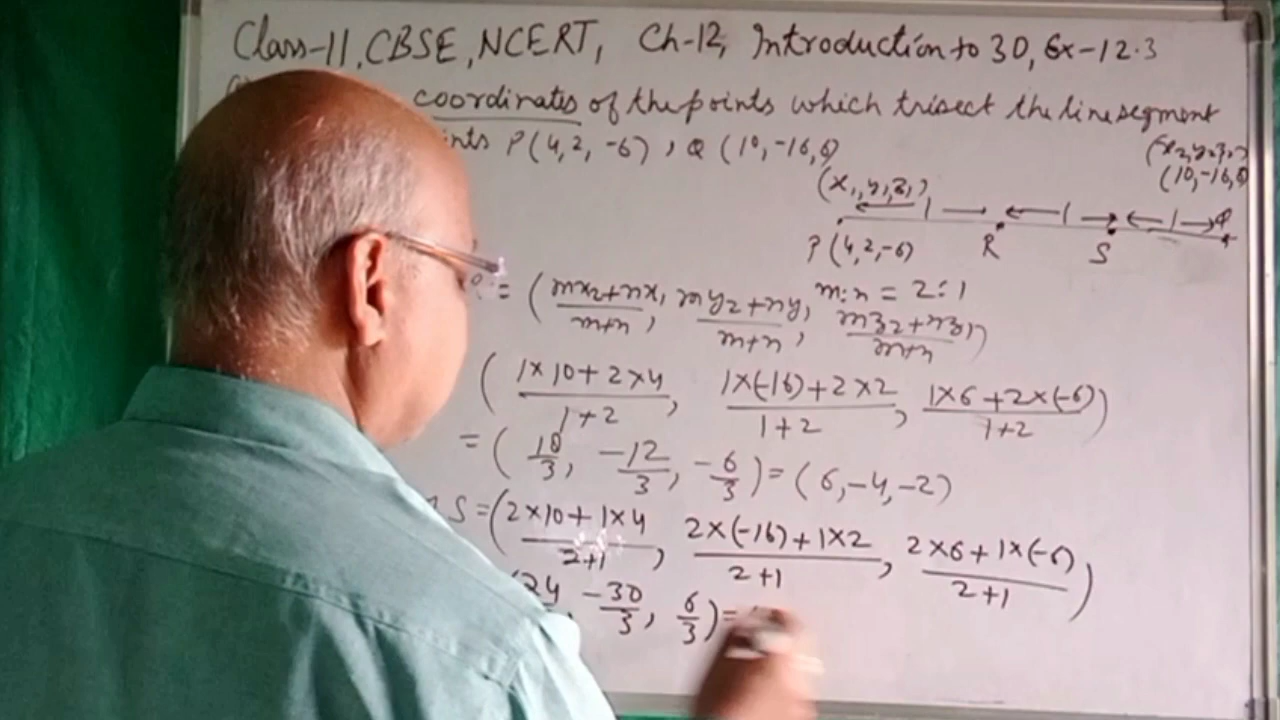 Class-11, CBSE, NCERT, Ch-12, Introduction to 3D, Ex-12.3
coordinates of the points which trisect the line segment
P(4, 2, -6), Q (10, -16, 6)
(x₁, y₁, z₁)
(x₂, y₂, z₂)
(10, -16, 6)
1 1 1 Q
P(4, 2, -6) R S
= (mx₂+nx₁/m+n, my₂+ny₁/m+n, mz₂+nz₁/m+n) m:n = 2:1
(1×10+2×4/1+2, 1×(-16)+2×2/1+2, 1×6+2×(-6)/1+2)
= (18/3, -12/3, -6/3) = (6, -4, -2)
S = (2×10+1×4/2+1, 2×(-16)+1×2/2+1, 2×6+1×(-6)/2+1)
(24, -30/3, 6/3) =